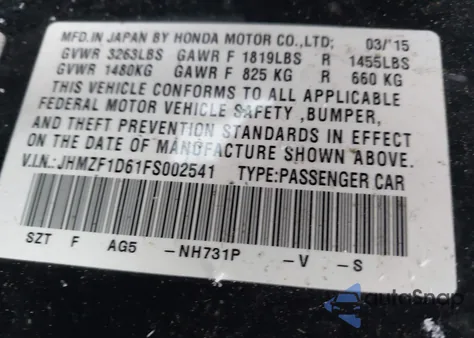 MFD. IN JAPAN BY HONDA MOTOR CO.,LTD; 03/'15
GVWR 3263LBS GAWR F 1819LBS R 1455LBS
GVWR 1480KG GAWR F 825 KG R 660 KG
THIS VEHICLE CONFORMS TO ALL APPLICABLE
FEDERAL MOTOR VEHICLE SAFETY ,BUMPER,
AND THEFT PREVENTION STANDARDS IN EFFECT
ON THE DATE OF MANUFACTURE SHOWN ABOVE.
V.I.N.: JHMZF1D61FS002541 TYPE:PASSENGER CAR
SZT F AG5 -NH731P -V -S
autoSnap